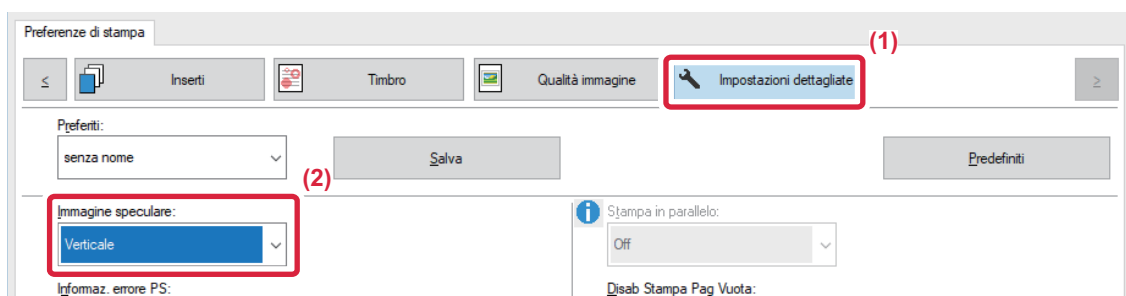 Preferenze di stampa
(1)
≤ Inserti Timbro Qualità immagine Impostazioni dettagliate ≥
Preferiti:
senza nome Salva Predefiniti
(2)
Immagine speculare: Stampa in parallelo:
Verticale Off
Informaz. errore PS: Disab Stampa Pag Vuota: